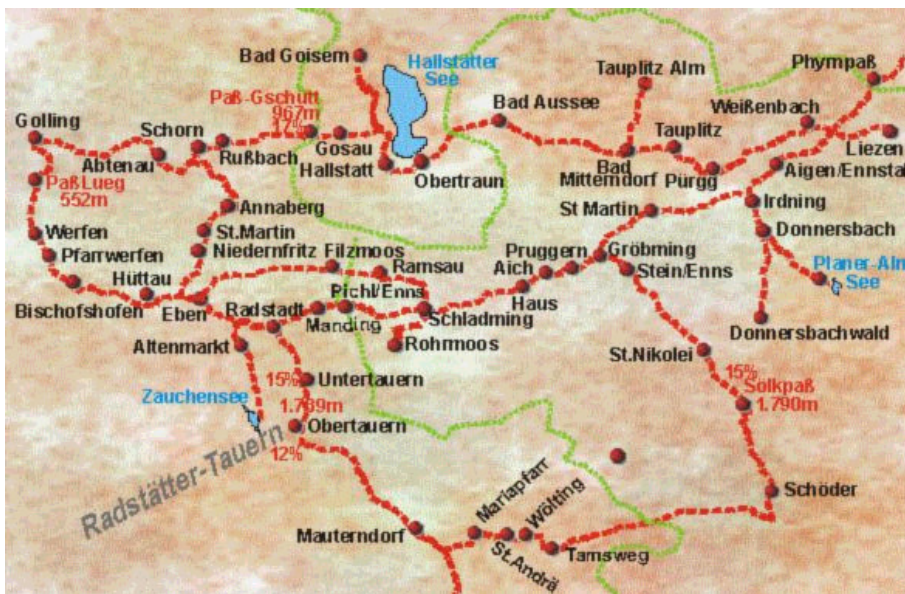 Bad Goisern
Hallstätter
See
Tauplitz Alm
Phyrnpaß
Paß-Gschütt
967m
17%
Bad Aussee
Weißenbach
Golling
Schorn
Abtenau
Rußbach
Gosau
Hallstatt
Obertraun
Tauplitz
Bad
Mitterndorf
Pürgg
Liezen
Aigen/Ennstal
Paß Lueg
552m
Annaberg
St Martin
Irdning
Werfen
St.Martin
Donnersbach
Pfarrwerfen
Niedernfritz
Filzmoos
Pruggern
Gröbming
Hüttau
Ramsau
Aich
Stein/Enns
Planer-Alm
See
Bischofshofen
Eben
Radstadt
Pichl/Enns
Manding
Haus
Schladming
Donnersbachwald
Altenmarkt
Rohrmoos
St.Nikolei
15%
Untertauern
15%
Sölkpaß
1.790m
Zauchensee
1.739m
Obertauern
12%
Radstätter-Tauern
Mariapfarr
Wölting
Schöder
Mauterndorf
St.Andrä
Tamsweg